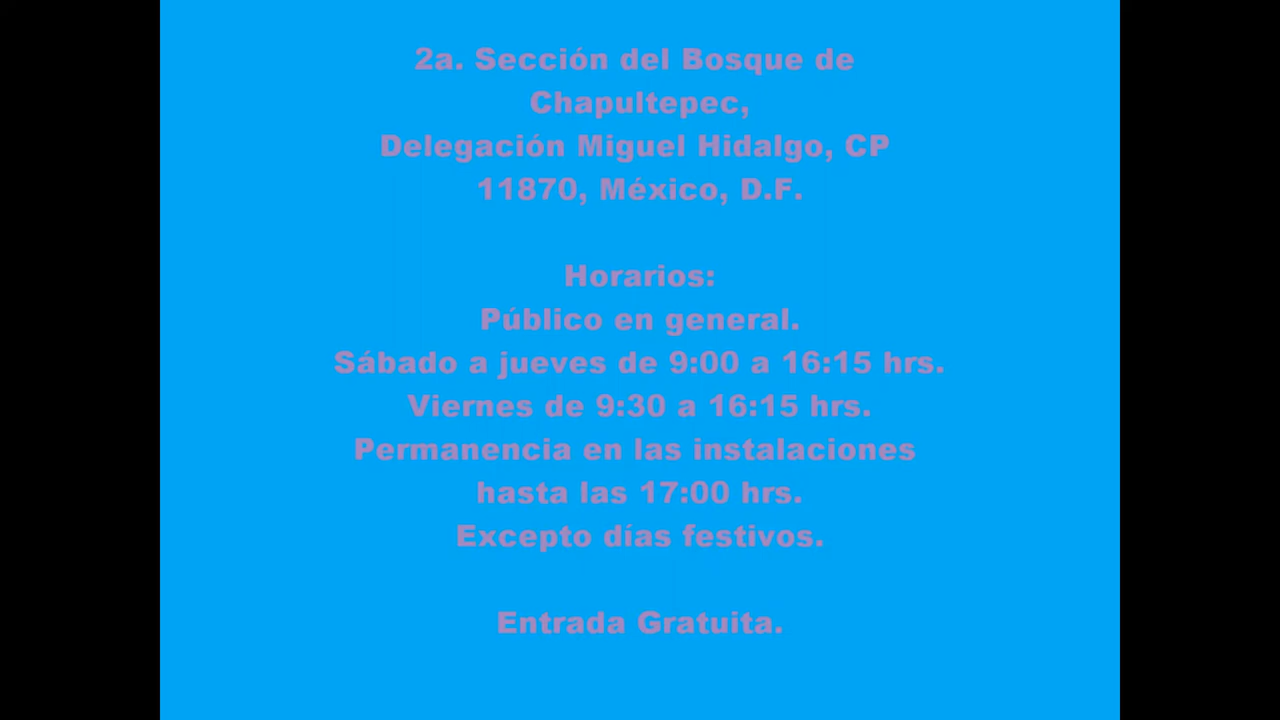 2a. Sección del Bosque de
Chapultepec,
Delegación Miguel Hidalgo, CP
11870, México, D.F.
Horarios:
Público en general.
Sábado a jueves de 9:00 a 16:15 hrs.
Viernes de 9:30 a 16:15 hrs.
Permanencia en las instalaciones
hasta las 17:00 hrs.
Excepto días festivos.
Entrada Gratuita.